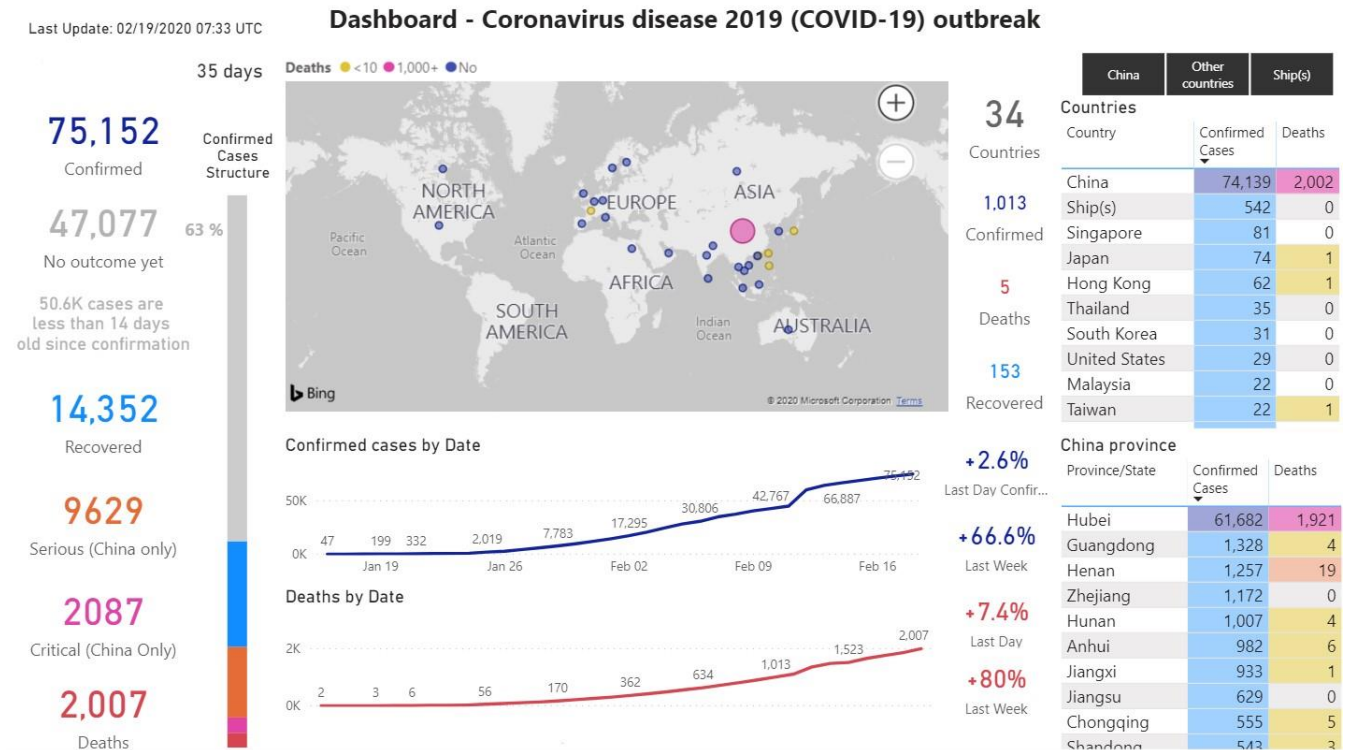 Dashboard - Coronavirus disease 2019 (COVID-19) outbreak
Last Update: 02/19/2020 07:33 UTC
35 days
75,152
Confirmed
47,077
No outcome yet
50.6K cases are
less than 14 days
old since confirmation
14,352
Recovered
9629
Serious (China only)
2087
Critical (China Only)
2,007
Deaths
Confirmed
Cases
Structure
63 %
Deaths <10 1,000+ No
NORTH
AMERICA
EUROPE
ASIA
Pacific
Ocean
Atlantic
Ocean
AFRICA
SOUTH
AMERICA
Indian
Ocean
AUSTRALIA
Bing
© 2020 Microsoft Corporation Terms
Confirmed cases by Date
50K
0K
47 199 332 2,019 7,783 17,295 30,806 42,767 66,887 75,152
Jan 19 Jan 26 Feb 02 Feb 09 Feb 16
Deaths by Date
2K
0K
2 3 6 56 170 362 634 1,013 1,523 2,007
34
Countries
1,013
Confirmed
5
Deaths
153
Recovered
+2.6%
Last Day Confir...
+66.6%
Last Week
+7.4%
Last Day
+80%
Last Week
China
Other
countries
Ship(s)
Countries
Country Confirmed Cases Deaths
China 74,139 2,002
Ship(s) 542 0
Singapore 81 0
Japan 74 1
Hong Kong 62 1
Thailand 35 0
South Korea 31 0
United States 29 0
Malaysia 22 0
Taiwan 22 1
China province
Province/State Confirmed Cases Deaths
Hubei 61,682 1,921
Guangdong 1,328 4
Henan 1,257 19
Zhejiang 1,172 0
Hunan 1,007 4
Anhui 982 6
Jiangxi 933 1
Jiangsu 629 0
Chongqing 555 5
Shandong 543 3